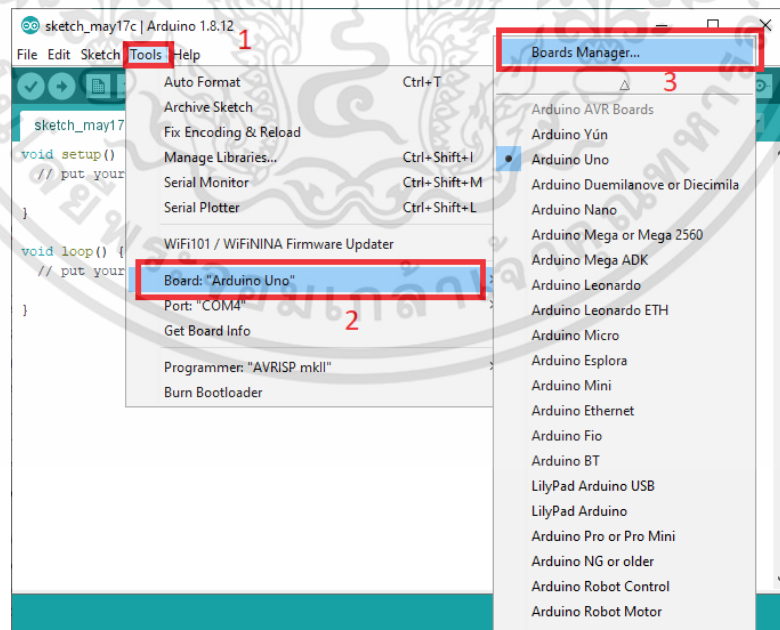 sketch_may17c | Arduino 1.8.12
1
File Edit Sketch Tools Help
sketch_may17
void setup()
// put your
}
void loop() {
// put your
}
Auto Format Ctrl+T
Archive Sketch
Fix Encoding & Reload
Manage Libraries... Ctrl+Shift+I
Serial Monitor Ctrl+Shift+M
Serial Plotter Ctrl+Shift+L
WiFi101 / WiFiNINA Firmware Updater
Board: "Arduino Uno"
Port: "COM4"
2
Get Board Info
Programmer: "AVRISP mkII"
Burn Bootloader
Boards Manager...
3
Arduino AVR Boards
Arduino Yún
Arduino Uno
Arduino Duemilanove or Diecimila
Arduino Nano
Arduino Mega or Mega 2560
Arduino Mega ADK
Arduino Leonardo
Arduino Leonardo ETH
Arduino Micro
Arduino Esplora
Arduino Mini
Arduino Ethernet
Arduino Fio
Arduino BT
LilyPad Arduino USB
LilyPad Arduino
Arduino Pro or Pro Mini
Arduino NG or older
Arduino Robot Control
Arduino Robot Motor